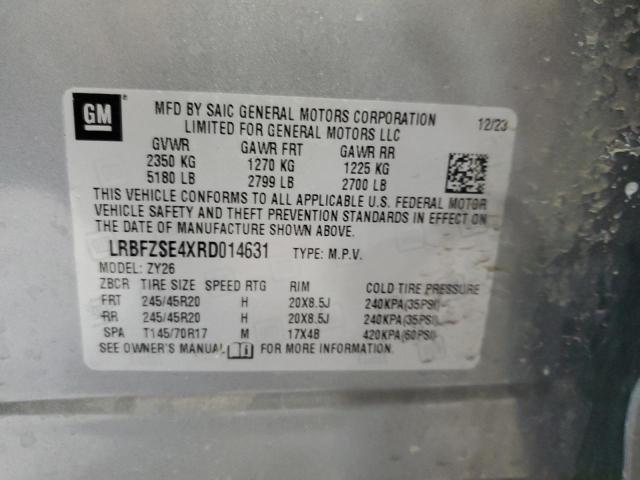 GM
MFD BY SAIC GENERAL MOTORS CORPORATION
LIMITED FOR GENERAL MOTORS LLC
12/23
GVWR GAWR FRT GAWR RR
2350 KG 1270 KG 1225 KG
5180 LB 2799 LB 2700 LB
THIS VEHICLE CONFORMS TO ALL APPLICABLE U.S. FEDERAL MOTOR
VEHICLE SAFETY AND THEFT PREVENTION STANDARDS IN EFFECT ON
THE DATE OF MANUFACTURE SHOWN ABOVE.
LRBFZSE4XRD014631 TYPE: M.P.V.
MODEL: ZY26
ZBCR TIRE SIZE SPEED RTG RIM COLD TIRE PRESSURE
FRT 245/45R20 H 20X8.5J 240KPA(35PSI)
RR 245/45R20 H 20X8.5J 240KPA(35PSI)
SPA T145/70R17 M 17X4B 420KPA(60PSI)
SEE OWNER'S MANUAL FOR MORE INFORMATION